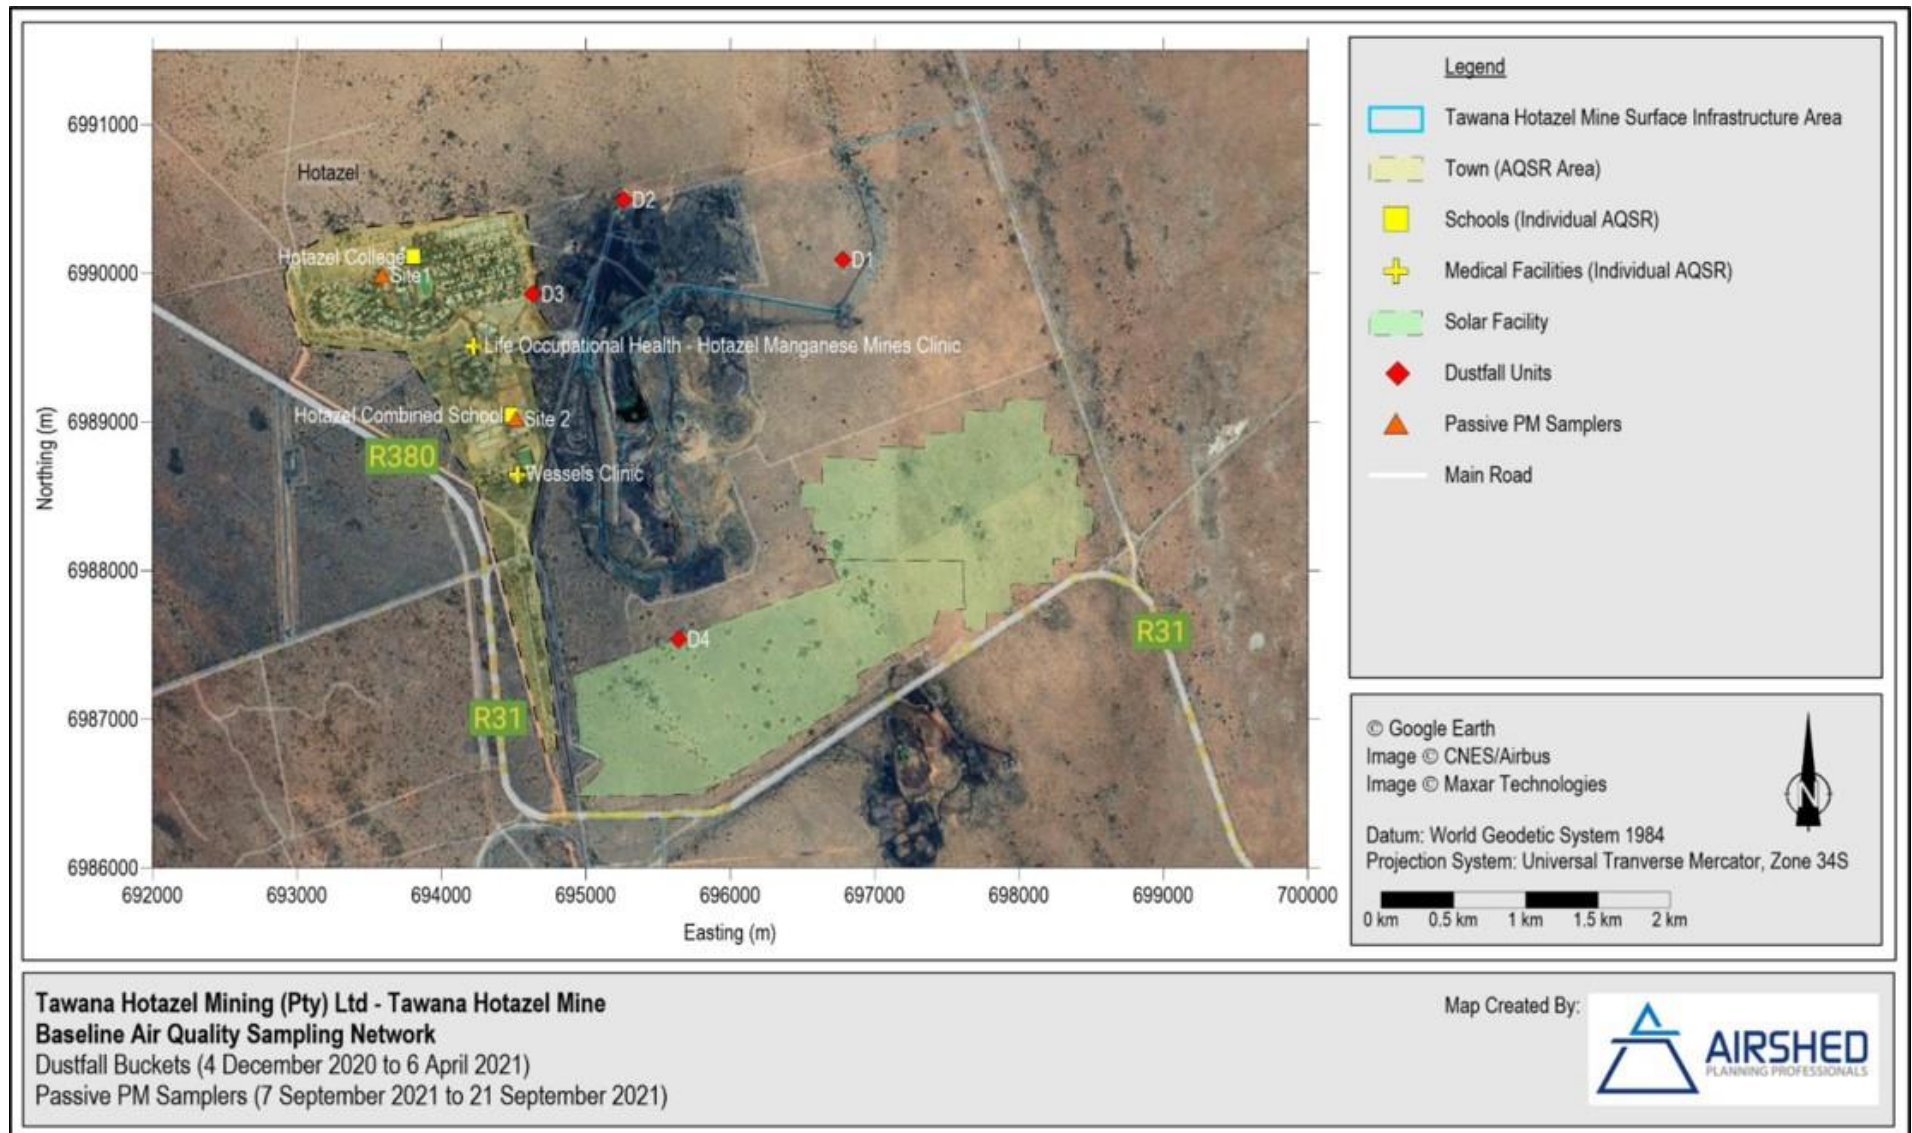 6991000
6990000
6989000
6988000
6987000
6986000
Northing (m)
692000
693000
694000
695000
696000
697000
698000
699000
700000
Easting (m)
Hotazel
D2
Hotazel College
Site1
D1
D3
Life Occupational Health - Hotazel Manganese Mines Clinic
Hotazel Combined School
Site 2
R380
Wessels Clinic
R31
D4
R31
Legend
Tawana Hotazel Mine Surface Infrastructure Area
Town (AQSR Area)
Schools (Individual AQSR)
Medical Facilities (Individual AQSR)
Solar Facility
Dustfall Units
Passive PM Samplers
Main Road
© Google Earth
Image © CNES/Airbus
Image © Maxar Technologies
N
Datum: World Geodetic System 1984
Projection System: Universal Tranverse Mercator, Zone 34S
0 km 0.5 km 1 km 1.5 km 2 km
Tawana Hotazel Mining (Pty) Ltd - Tawana Hotazel Mine
Baseline Air Quality Sampling Network
Dustfall Buckets (4 December 2020 to 6 April 2021)
Passive PM Samplers (7 September 2021 to 21 September 2021)
Map Created By:
AIRSHED
PLANNING PROFESSIONALS